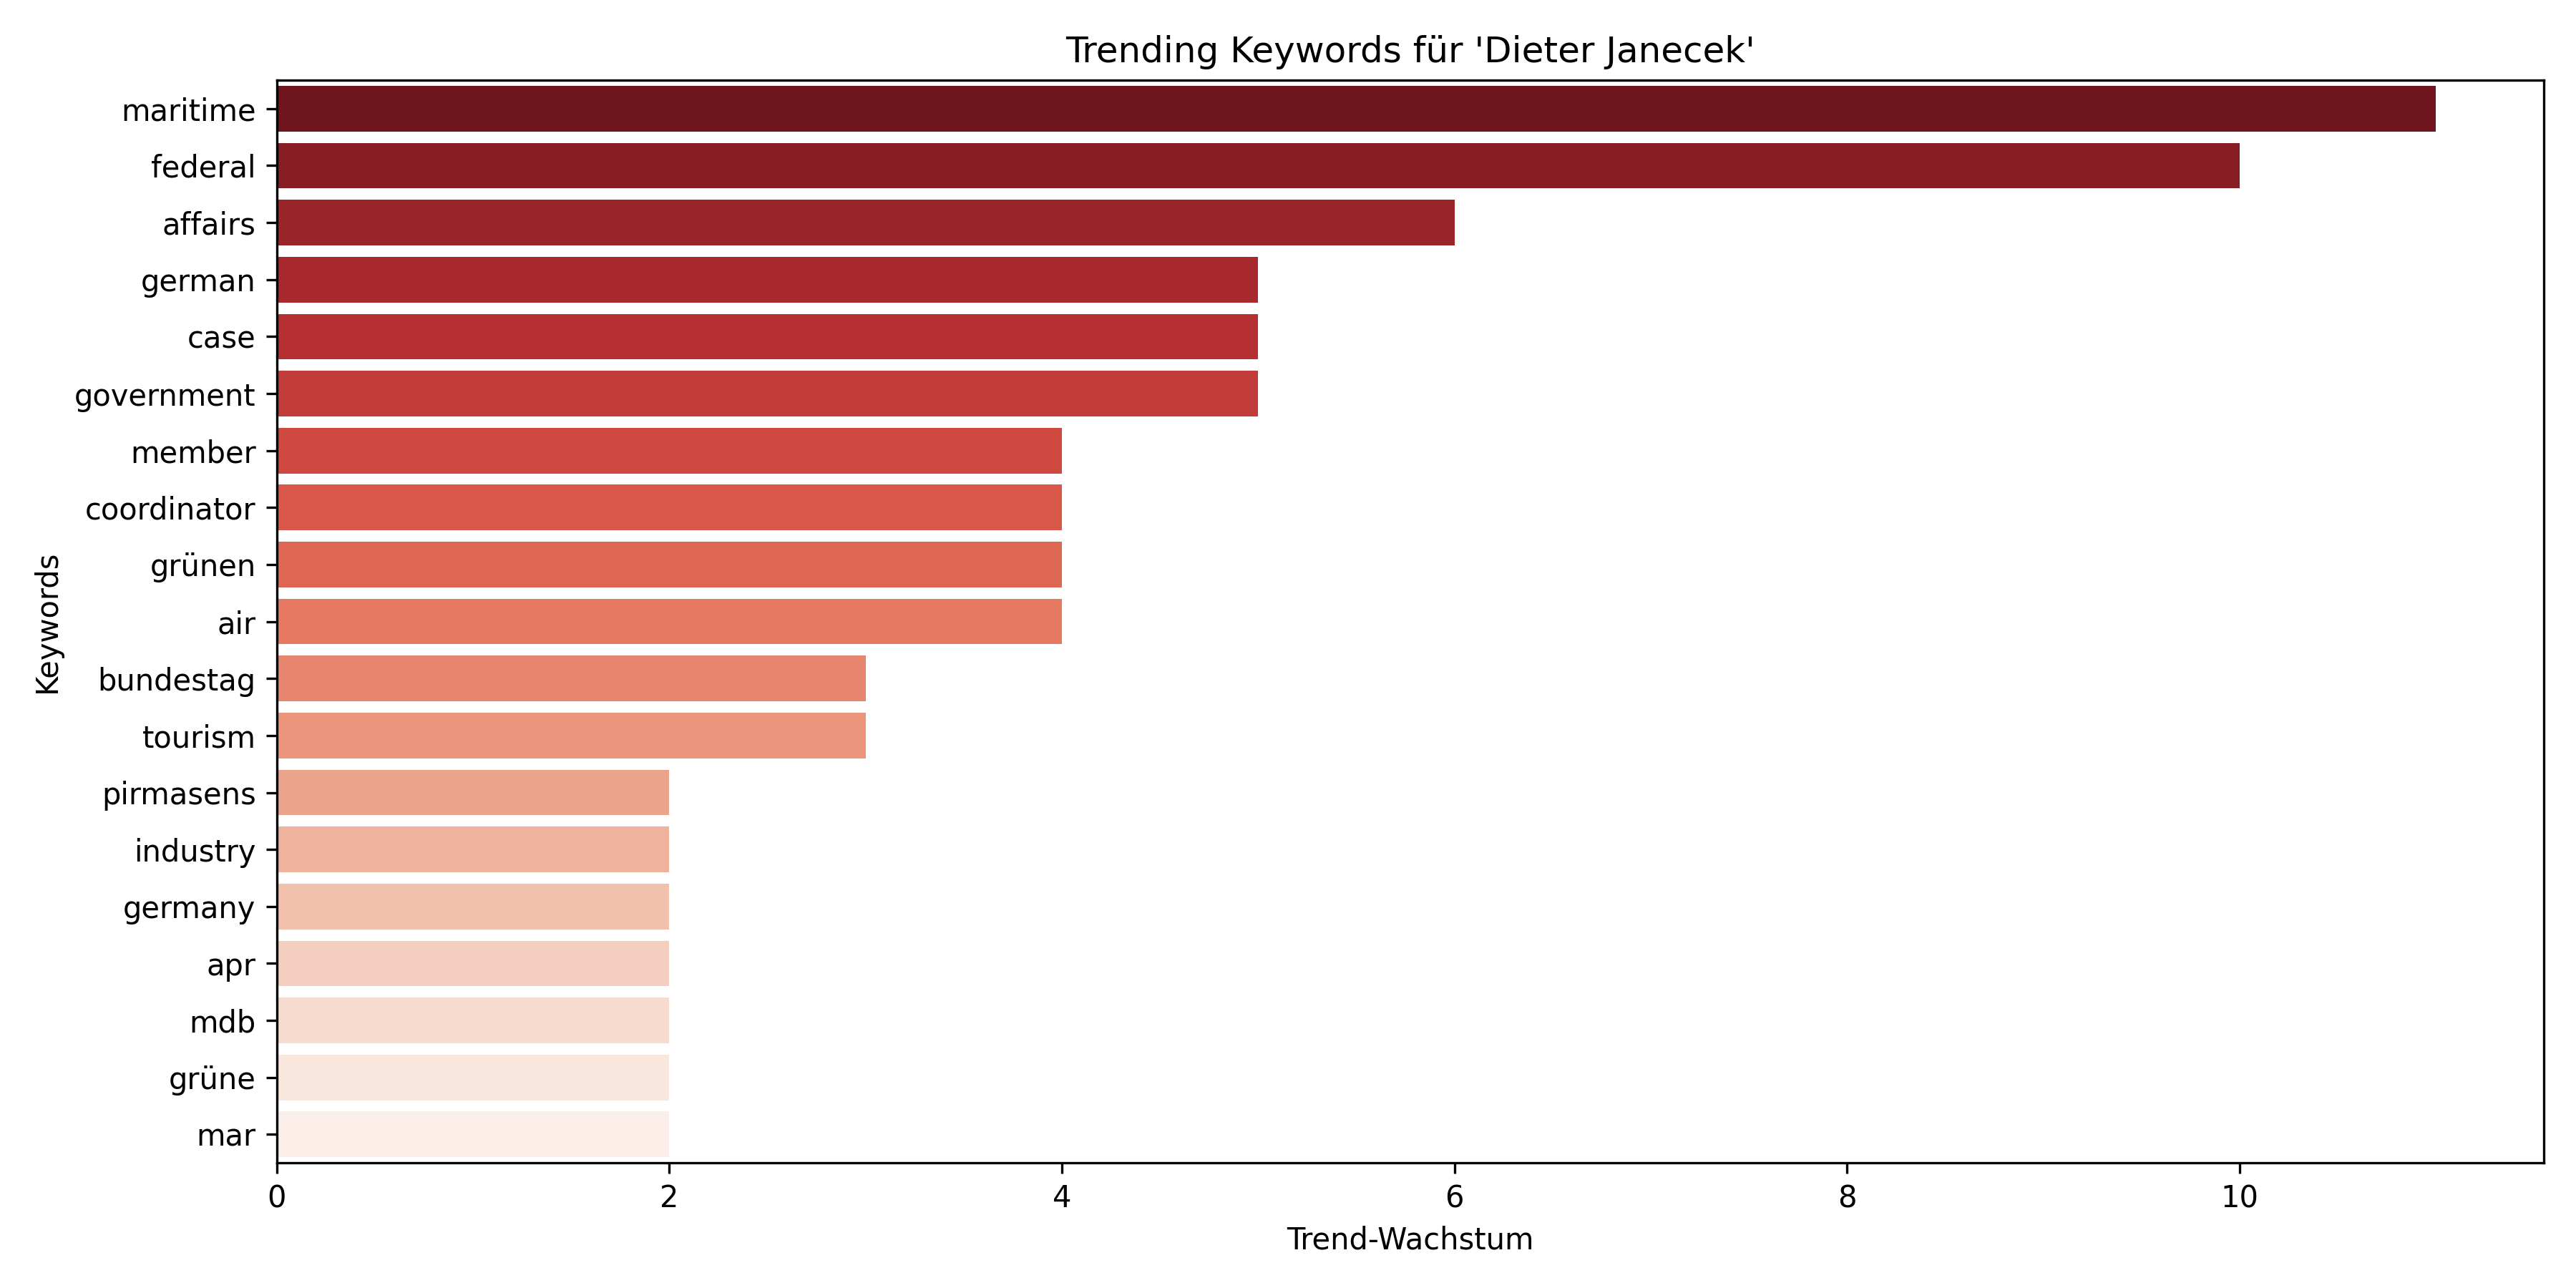 Trending Keywords für 'Dieter Janecek'
Keywords
maritime
federal
affairs
german
case
government
member
coordinator
grünen
air
bundestag
tourism
pirmasens
industry
germany
apr
mdb
grüne
mar
0 2 4 6 8 10
Trend-Wachstum